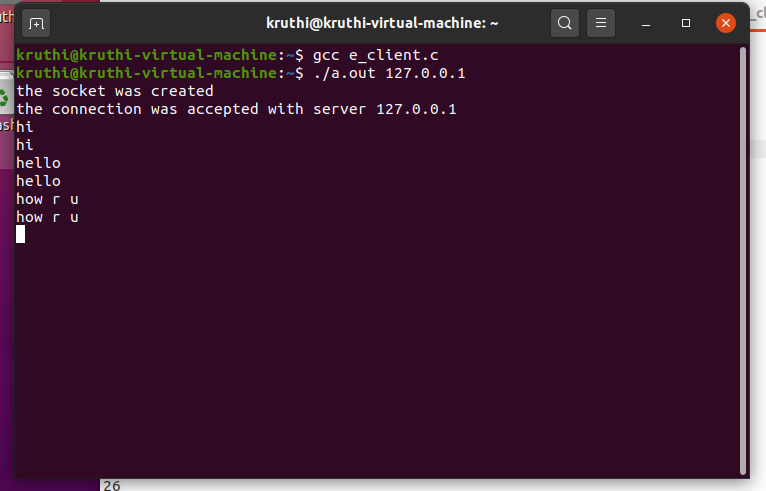 kruthi@kruthi-virtual-machine: ~
kruthi@kruthi-virtual-machine:~$ gcc e_client.c
kruthi@kruthi-virtual-machine:~$ ./a.out 127.0.0.1
the socket was created
the connection was accepted with server 127.0.0.1
hi
hi
hello
hello
how r u
how r u
26